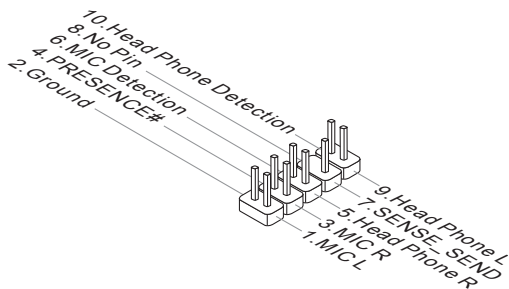 10.Head Phone Detection
8.No Pin
6.MIC Detection
4.PRESENCE#
2.Ground
9.Head Phone L
7.SENSE_SEND
5.Head Phone R
3.MIC R
1.MIC L